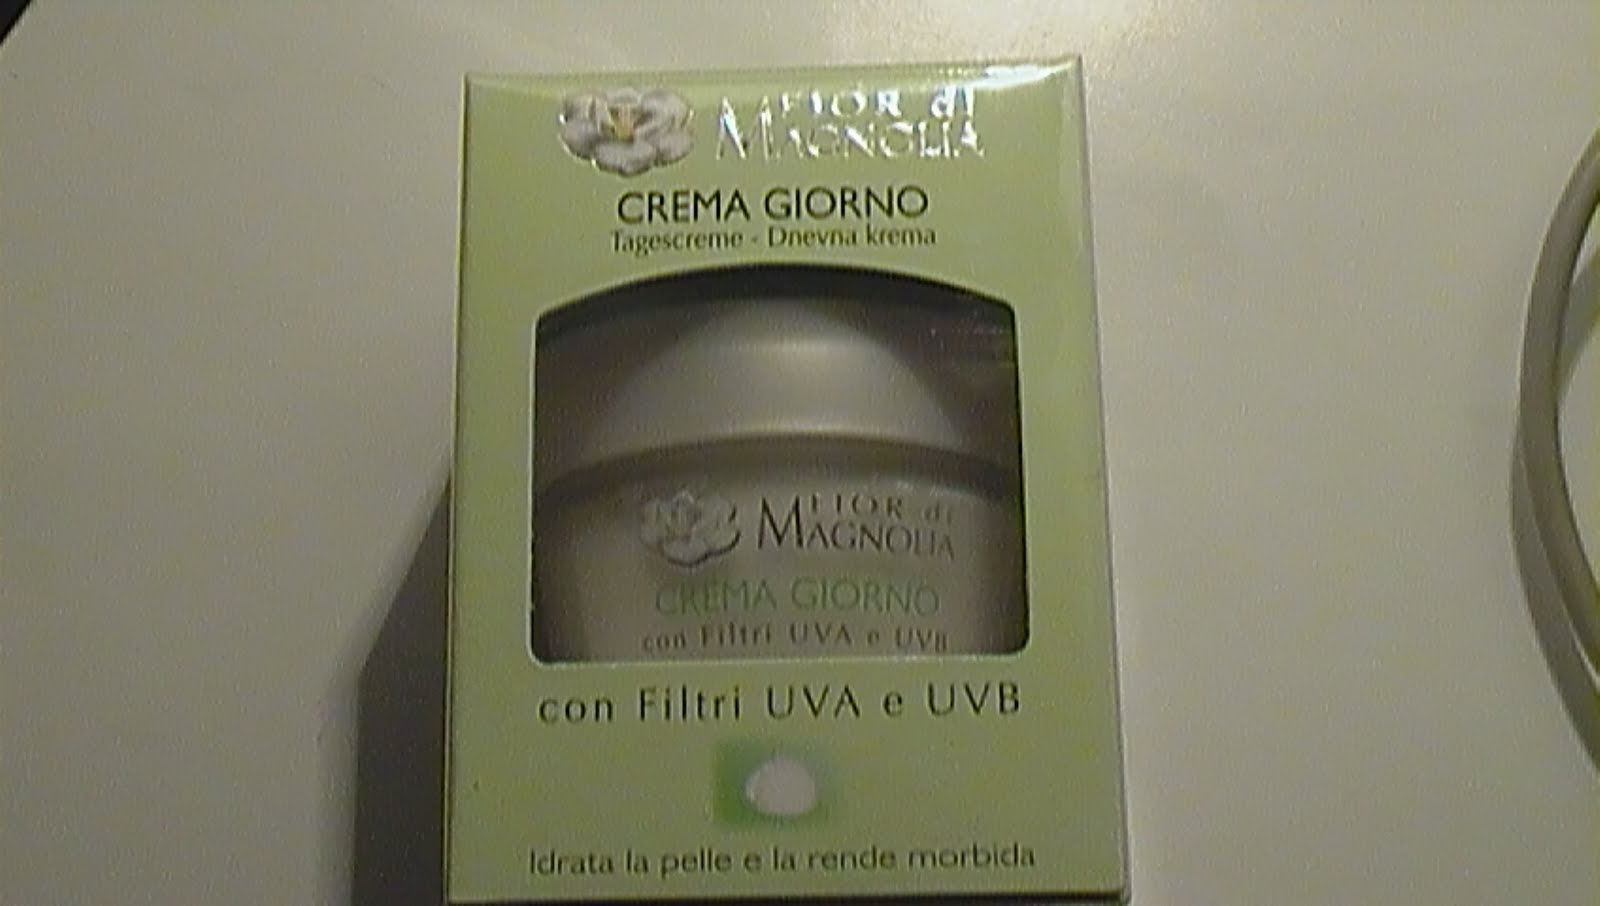 FIOR di
MAGNOLIA
CREMA GIORNO
Tagescreme - Dnevna krema
FIOR di
MAGNOLIA
CREMA GIORNO
con Filtri UVA e UVB
con Filtri UVA e UVB
Idrata la pelle e la rende morbida